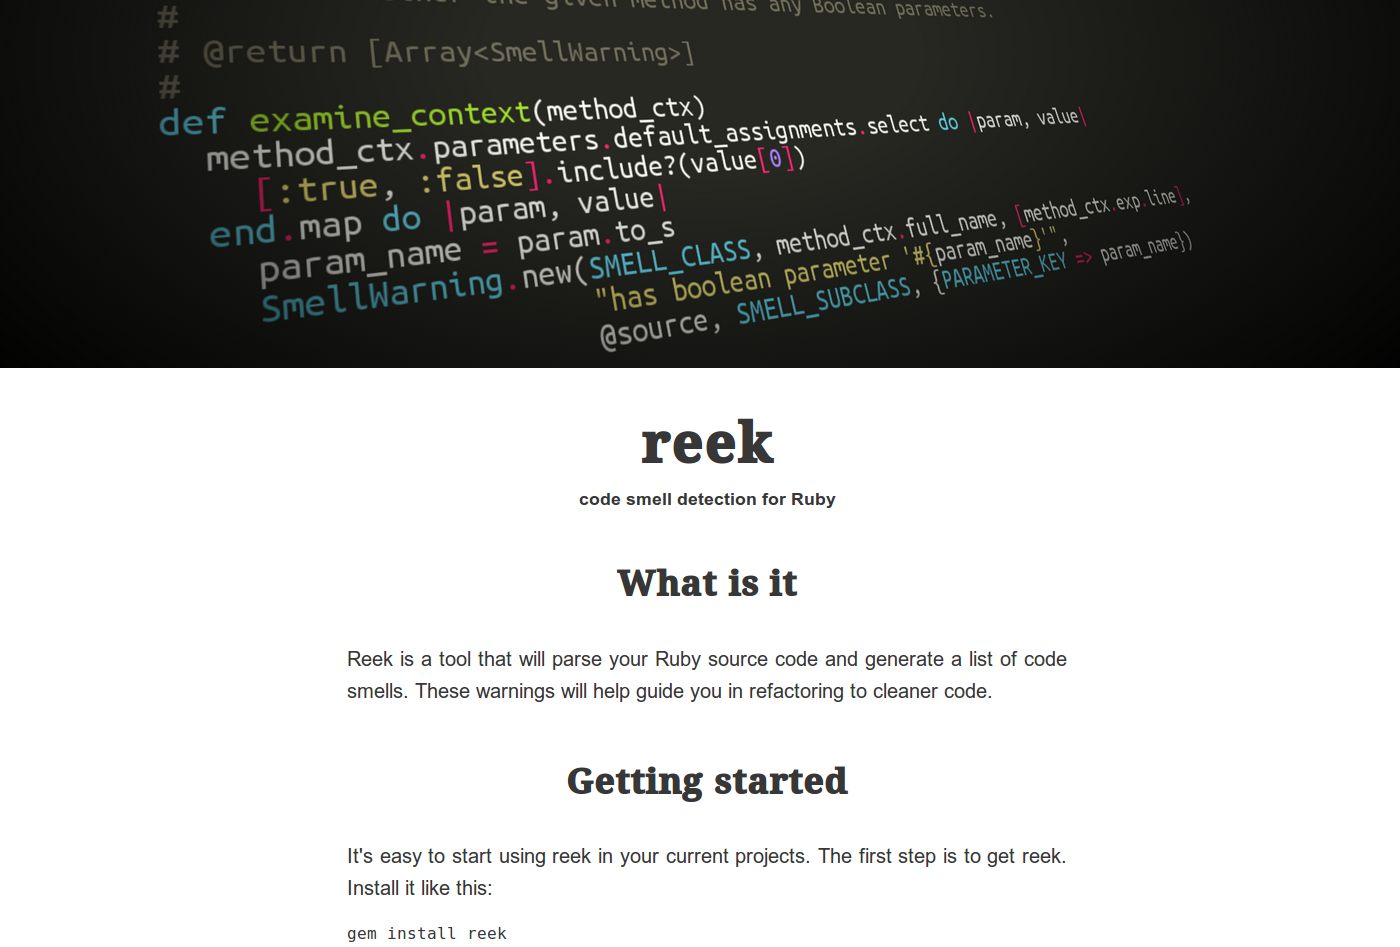 the given method has any Boolean parameters.
#
# @return [Array<SmellWarning>]
#
def examine_context(method_ctx)
method_ctx.parameters.default_assignments.select do |param, value|
[:true, :false].include?(value[0])
end.map do |param, value|
param_name = param.to_s
SmellWarning.new(SMELL_CLASS, method_ctx.full_name, [method_ctx.exp.line],
"has boolean parameter '#{param_name}'",
@source, SMELL_SUBCLASS, {PARAMETER_KEY => param_name})
reek
code smell detection for Ruby
What is it
Reek is a tool that will parse your Ruby source code and generate a list of code
smells. These warnings will help guide you in refactoring to cleaner code.
Getting started
It's easy to start using reek in your current projects. The first step is to get reek.
Install it like this:
gem install reek